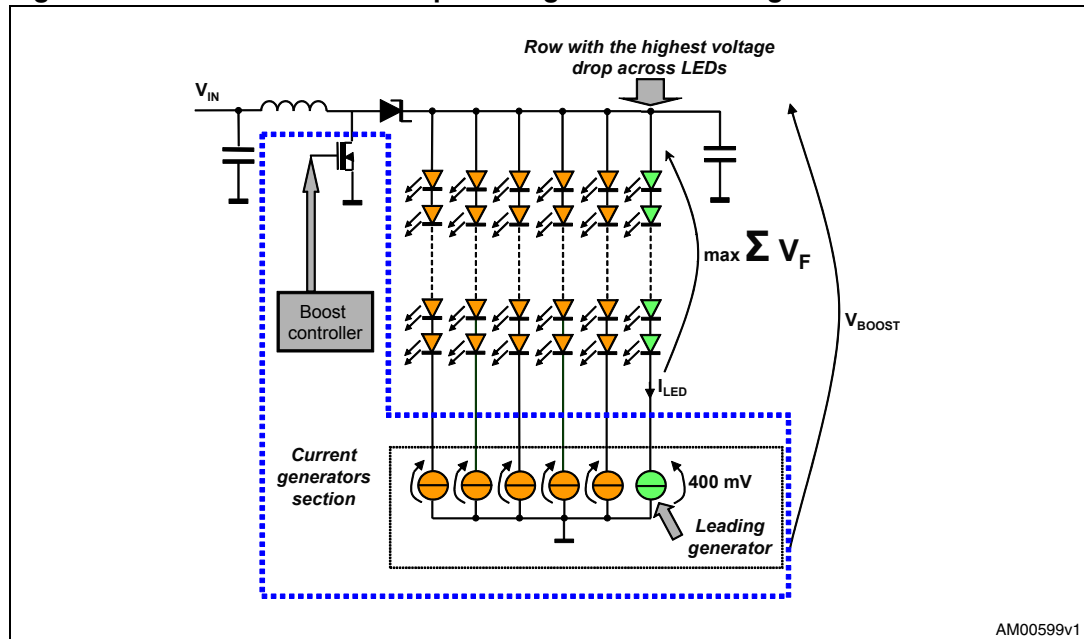 Row with the highest voltage
drop across LEDs
V_IN
max Σ V_F
V_BOOST
Boost
controller
I_LED
Current
generators
section
400 mV
Leading
generator
AM00599v1